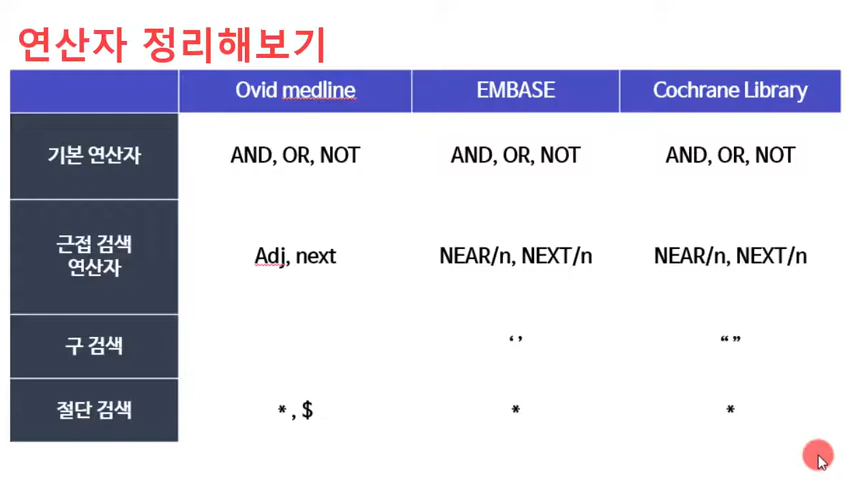 연산자 정리해보기
Ovid medline EMBASE Cochrane Library
기본 연산자 AND, OR, NOT AND, OR, NOT AND, OR, NOT
근접 검색
연산자 Adj, next NEAR/n, NEXT/n NEAR/n, NEXT/n
구 검색 ‘ ’ “ ”
절단 검색 * , $ * *